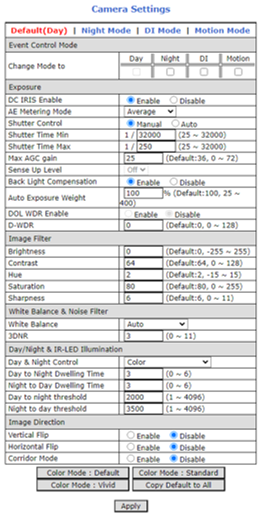 Camera Settings
Default(Day) | Night Mode | DI Mode | Motion Mode
Event Control Mode
Day Night DI Motion
Change Mode to
Exposure
DC IRIS Enable Enable Disable
AE Metering Mode Average
Shutter Control Manual Auto
Shutter Time Min 1 / 32000 (25 ~ 32000)
Shutter Time Max 1 / 250 (25 ~ 32000)
Max AGC gain 25 (Default:36, 0 ~ 72)
Sense Up Level Off
Back Light Compensation Enable Disable
Auto Exposure Weight 100 % (Default:100, 25 ~ 400)
DOL WDR Enable Enable Disable
D-WDR 0 (Default:0, 0 ~ 128)
Image Filter
Brightness 0 (Default:0, -255 ~ 255)
Contrast 64 (Default:64, 0 ~ 128)
Hue 2 (Default:2, -15 ~ 15)
Saturation 80 (Default:80, 0 ~ 255)
Sharpness 6 (Default:6, 0 ~ 11)
White Balance & Noise Filter
White Balance Auto
3DNR 3 (0 ~ 11)
Day/Night & IR-LED Illumination
Day & Night Control Color
Day to Night Dwelling Time 3 (0 ~ 6)
Night to Day Dwelling Time 3 (0 ~ 6)
Day to night threshold 2000 (1 ~ 4096)
Night to day threshold 3500 (1 ~ 4096)
Image Direction
Vertical Flip Enable Disable
Horizontal Flip Enable Disable
Corridor Mode Enable Disable
Color Mode : Default Color Mode : Standard
Color Mode : Vivid Copy Default to All
Apply